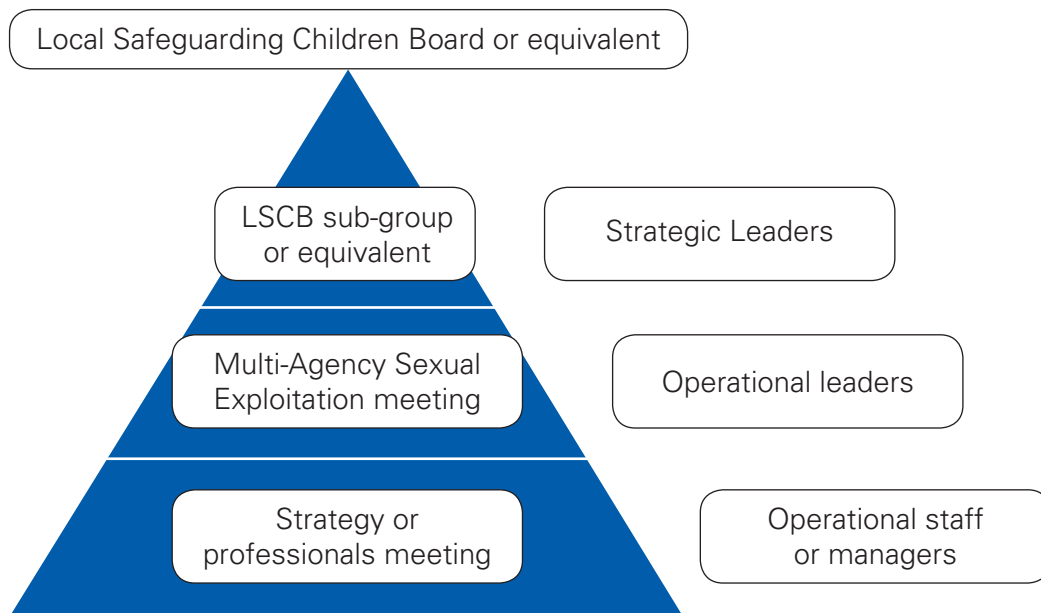 Local Safeguarding Children Board or equivalent
LSCB sub-group
or equivalent
Strategic Leaders
Multi-Agency Sexual
Exploitation meeting
Operational leaders
Strategy or
professionals meeting
Operational staff
or managers